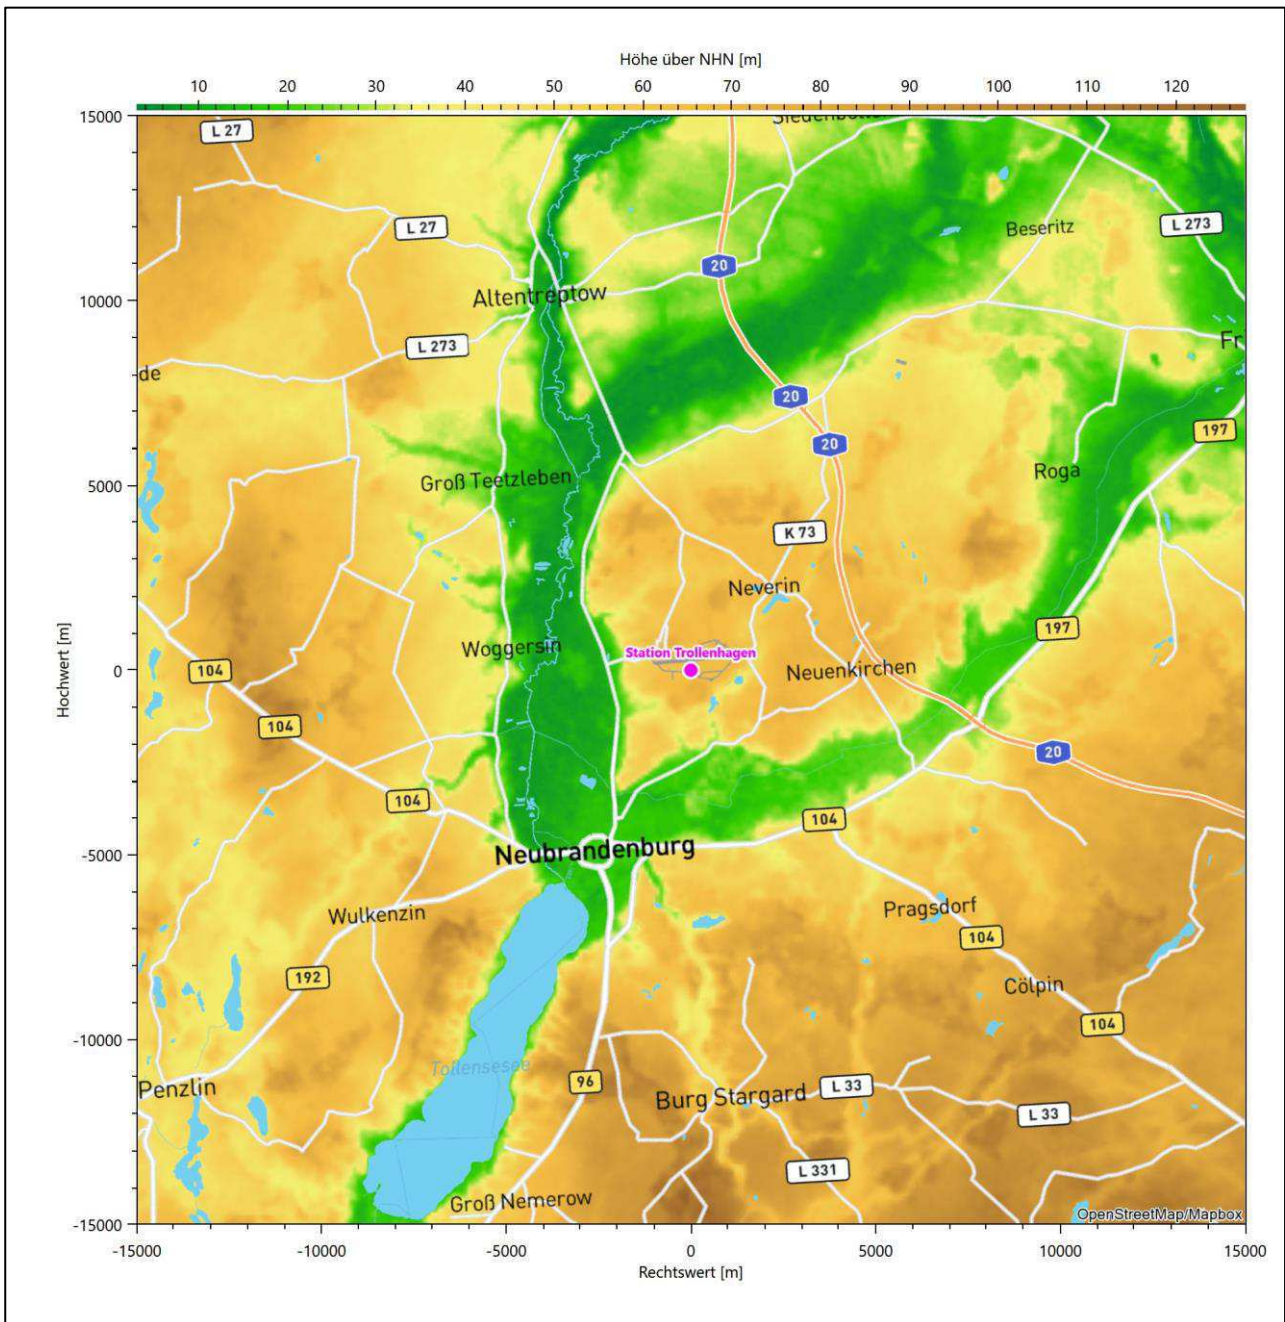 Höhe über NHN [m]
10 20 30 40 50 60 70 80 90 100 110 120
15000
L 27
L 27
20
Beseritz
L 273
10000
Altentreptow
L 273
Fr
de
20
20
197
5000
Groß Teetzleben
Roga
K 73
Neverin
Woggersin
Station Trollenhagen
197
0
104
Neuenkirchen
Hochwert [m]
104
20
104
104
-5000
Neubrandenburg
Wulkenzin
Pragsdorf
104
192
Cölpin
104
-10000
Tollensesee
Penzlin
96
Burg Stargard
L 33
L 33
L 331
Groß Nemerow
-15000
OpenStreetMap/Mapbox
-15000 -10000 -5000 0 5000 10000 15000
Rechtswert [m]